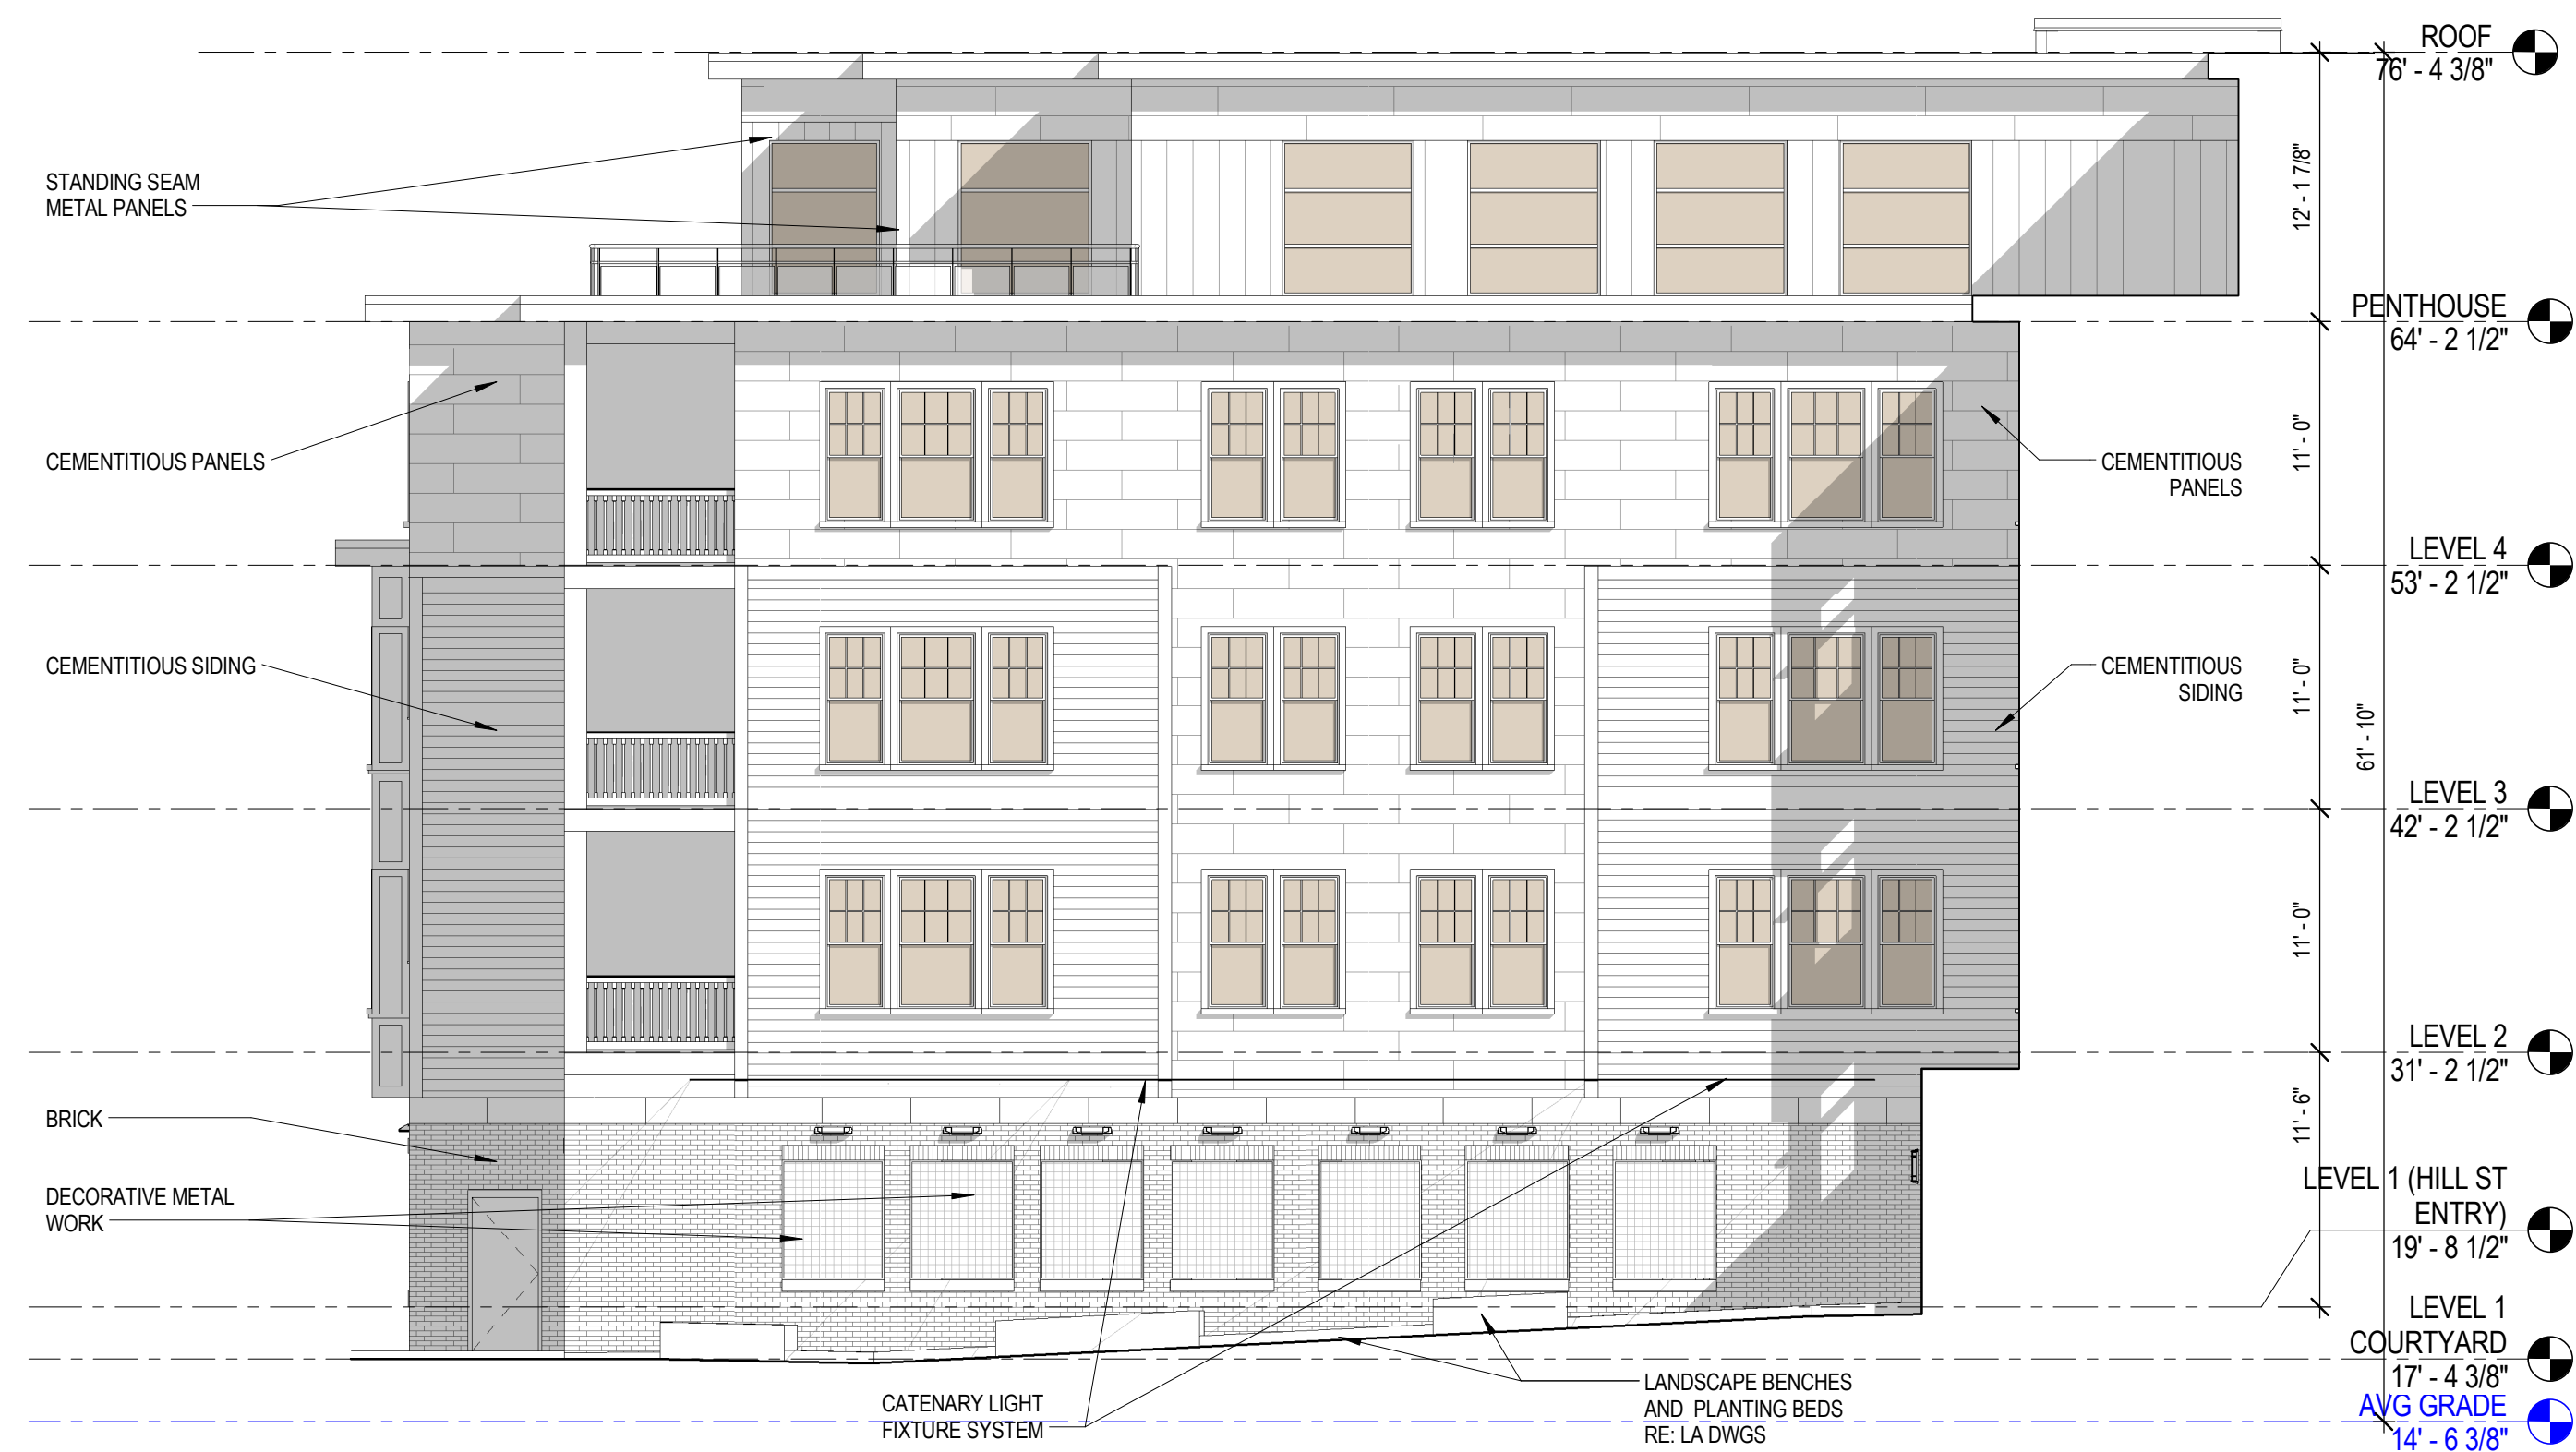 STANDING SEAM
METAL PANELS
CEMENTITIOUS PANELS
CEMENTITIOUS SIDING
BRICK
DECORATIVE METAL
WORK
CATENARY LIGHT
FIXTURE SYSTEM
LANDSCAPE BENCHES
AND PLANTING BEDS
RE: LA DWGS
CEMENTITIOUS
PANELS
CEMENTITIOUS
SIDING
12' - 1 7/8"
11' - 0"
11' - 0"
11' - 0"
11' - 6"
61' - 10"
ROOF
76' - 4 3/8"
PENTHOUSE
64' - 2 1/2"
LEVEL 4
53' - 2 1/2"
LEVEL 3
42' - 2 1/2"
LEVEL 2
31' - 2 1/2"
LEVEL 1 (HILL ST
ENTRY)
19' - 8 1/2"
LEVEL 1
COURTYARD
17' - 4 3/8"
AVG GRADE
14' - 6 3/8"